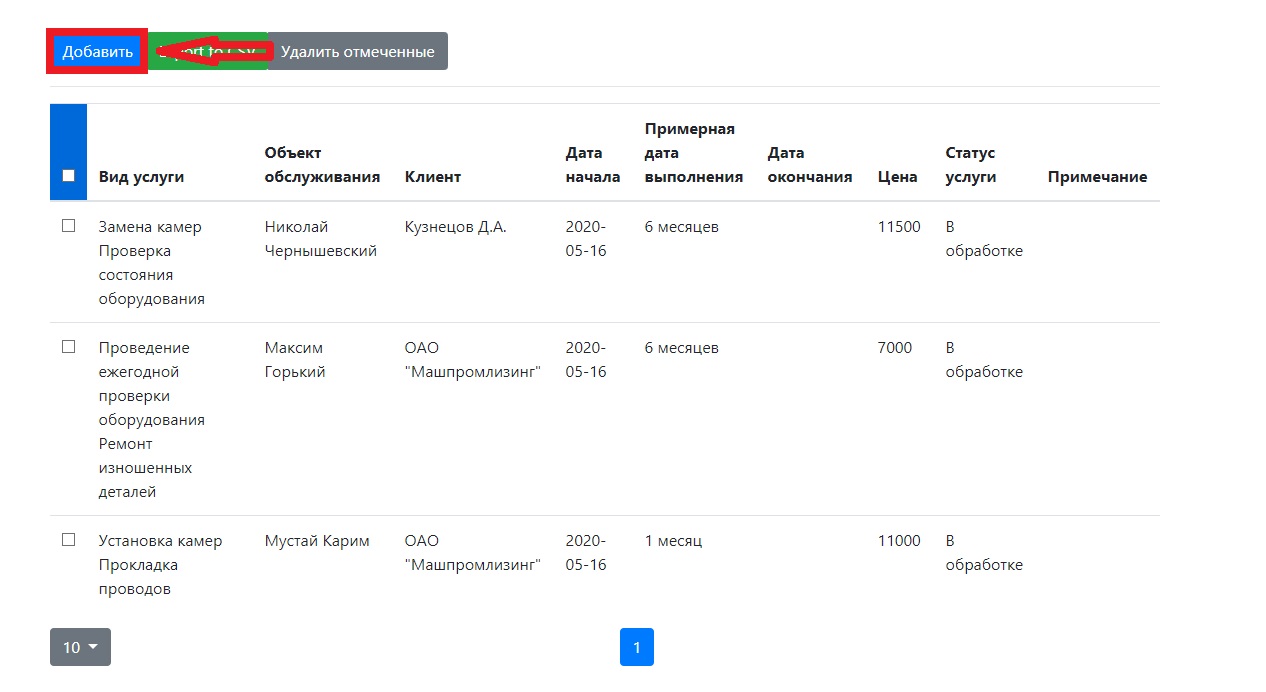 Добавить
Export to CSV
Удалить отмеченные
Вид услуги
Объект
обслуживания
Клиент
Дата
начала
Примерная
дата
выполнения
Дата
окончания
Цена
Статус
услуги
Примечание
Замена камер
Проверка
состояния
оборудования
Николай
Чернышевский
Кузнецов Д.А.
2020-
05-16
6 месяцев
11500
В
обработке
Проведение
ежегодной
проверки
оборудования
Ремонт
изношенных
деталей
Максим
Горький
ОАО
"Машпромлизинг"
2020-
05-16
6 месяцев
7000
В
обработке
Установка камер
Прокладка
проводов
Мустай Карим
ОАО
"Машпромлизинг"
2020-
05-16
1 месяц
11000
В
обработке
10
1